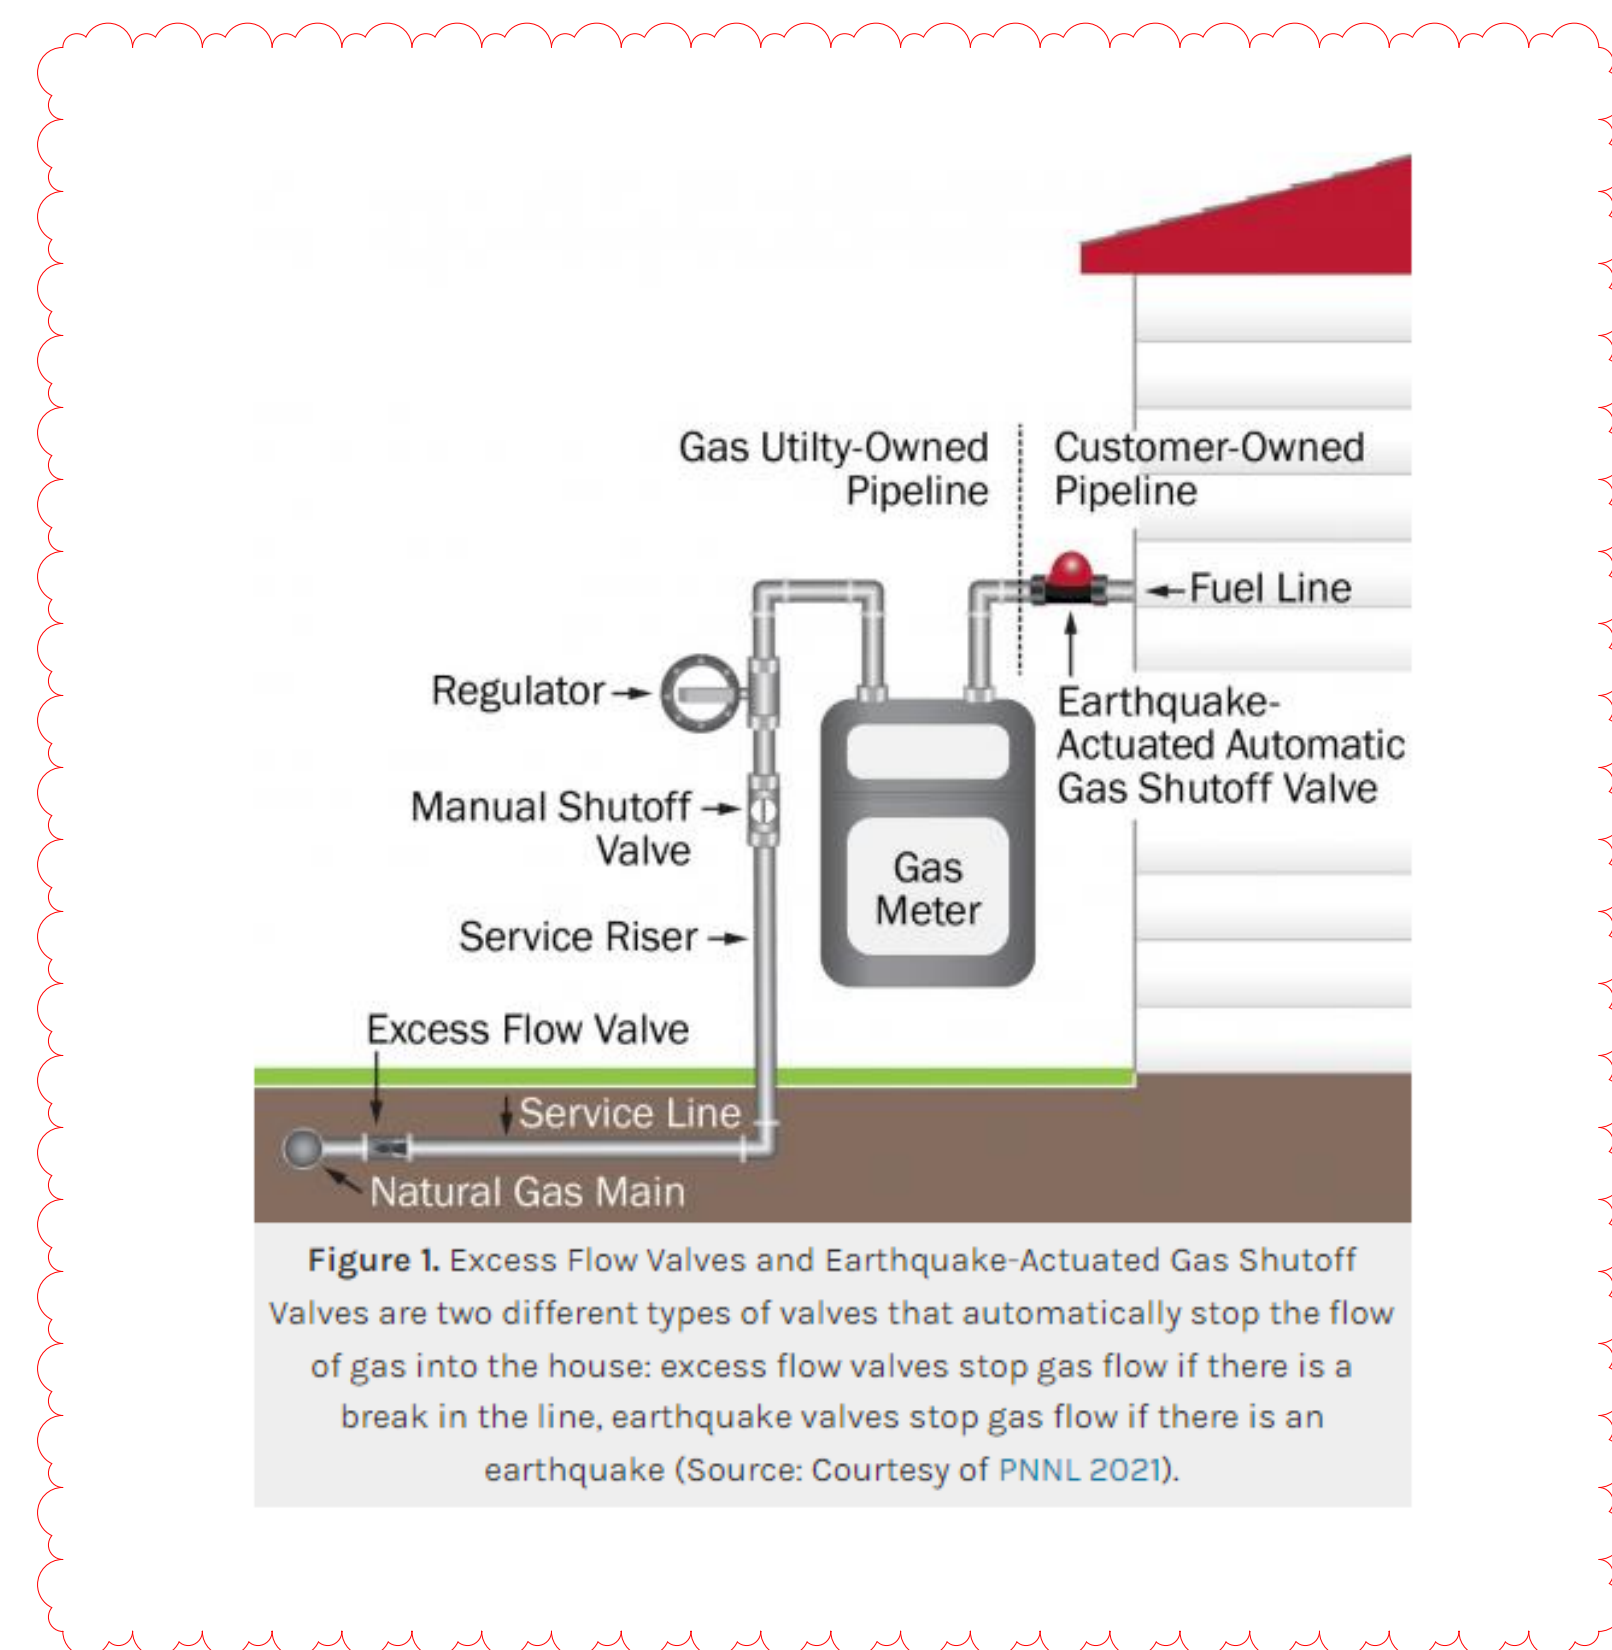 Gas Utilty-Owned
Pipeline
Customer-Owned
Pipeline
Fuel Line
Regulator
Earthquake-
Actuated Automatic
Gas Shutoff Valve
Manual Shutoff
Valve
Gas
Meter
Service Riser
Excess Flow Valve
Service Line
Natural Gas Main
Figure 1. Excess Flow Valves and Earthquake-Actuated Gas Shutoff
Valves are two different types of valves that automatically stop the flow
of gas into the house: excess flow valves stop gas flow if there is a
break in the line, earthquake valves stop gas flow if there is an
earthquake (Source: Courtesy of PNNL 2021).